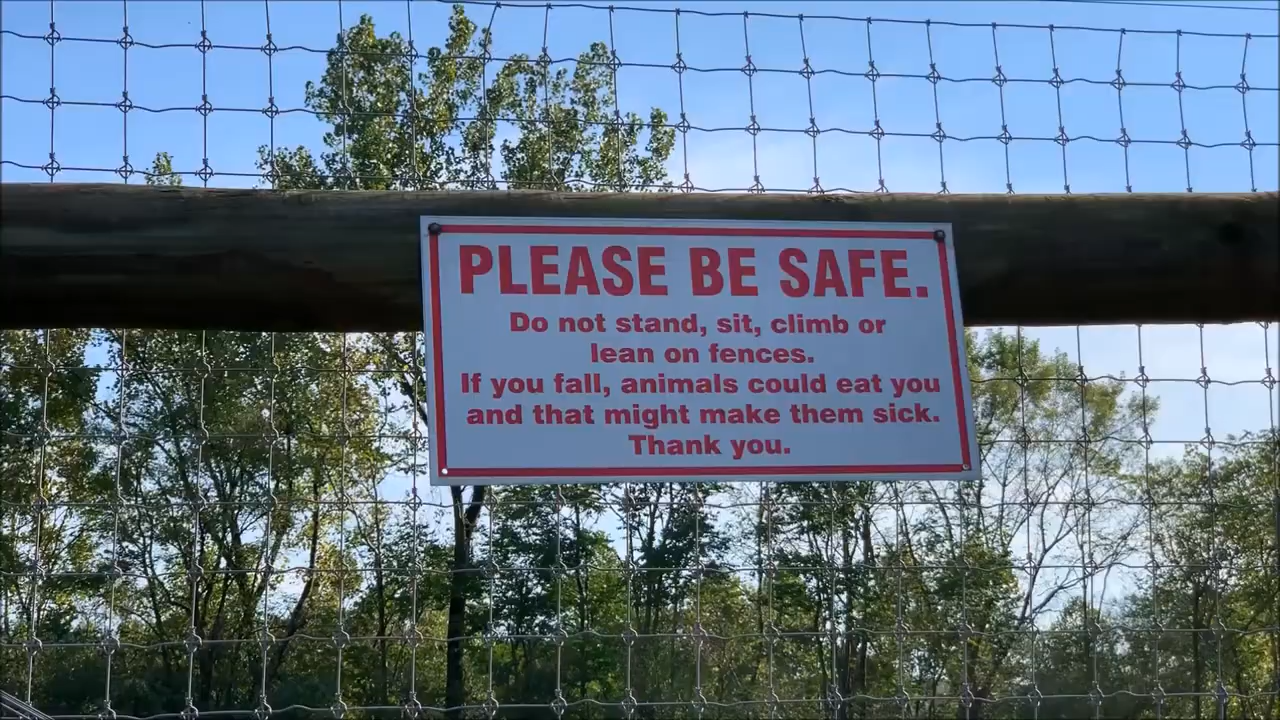 PLEASE BE SAFE.
Do not stand, sit, climb or
lean on fences.
If you fall, animals could eat you
and that might make them sick.
Thank you.